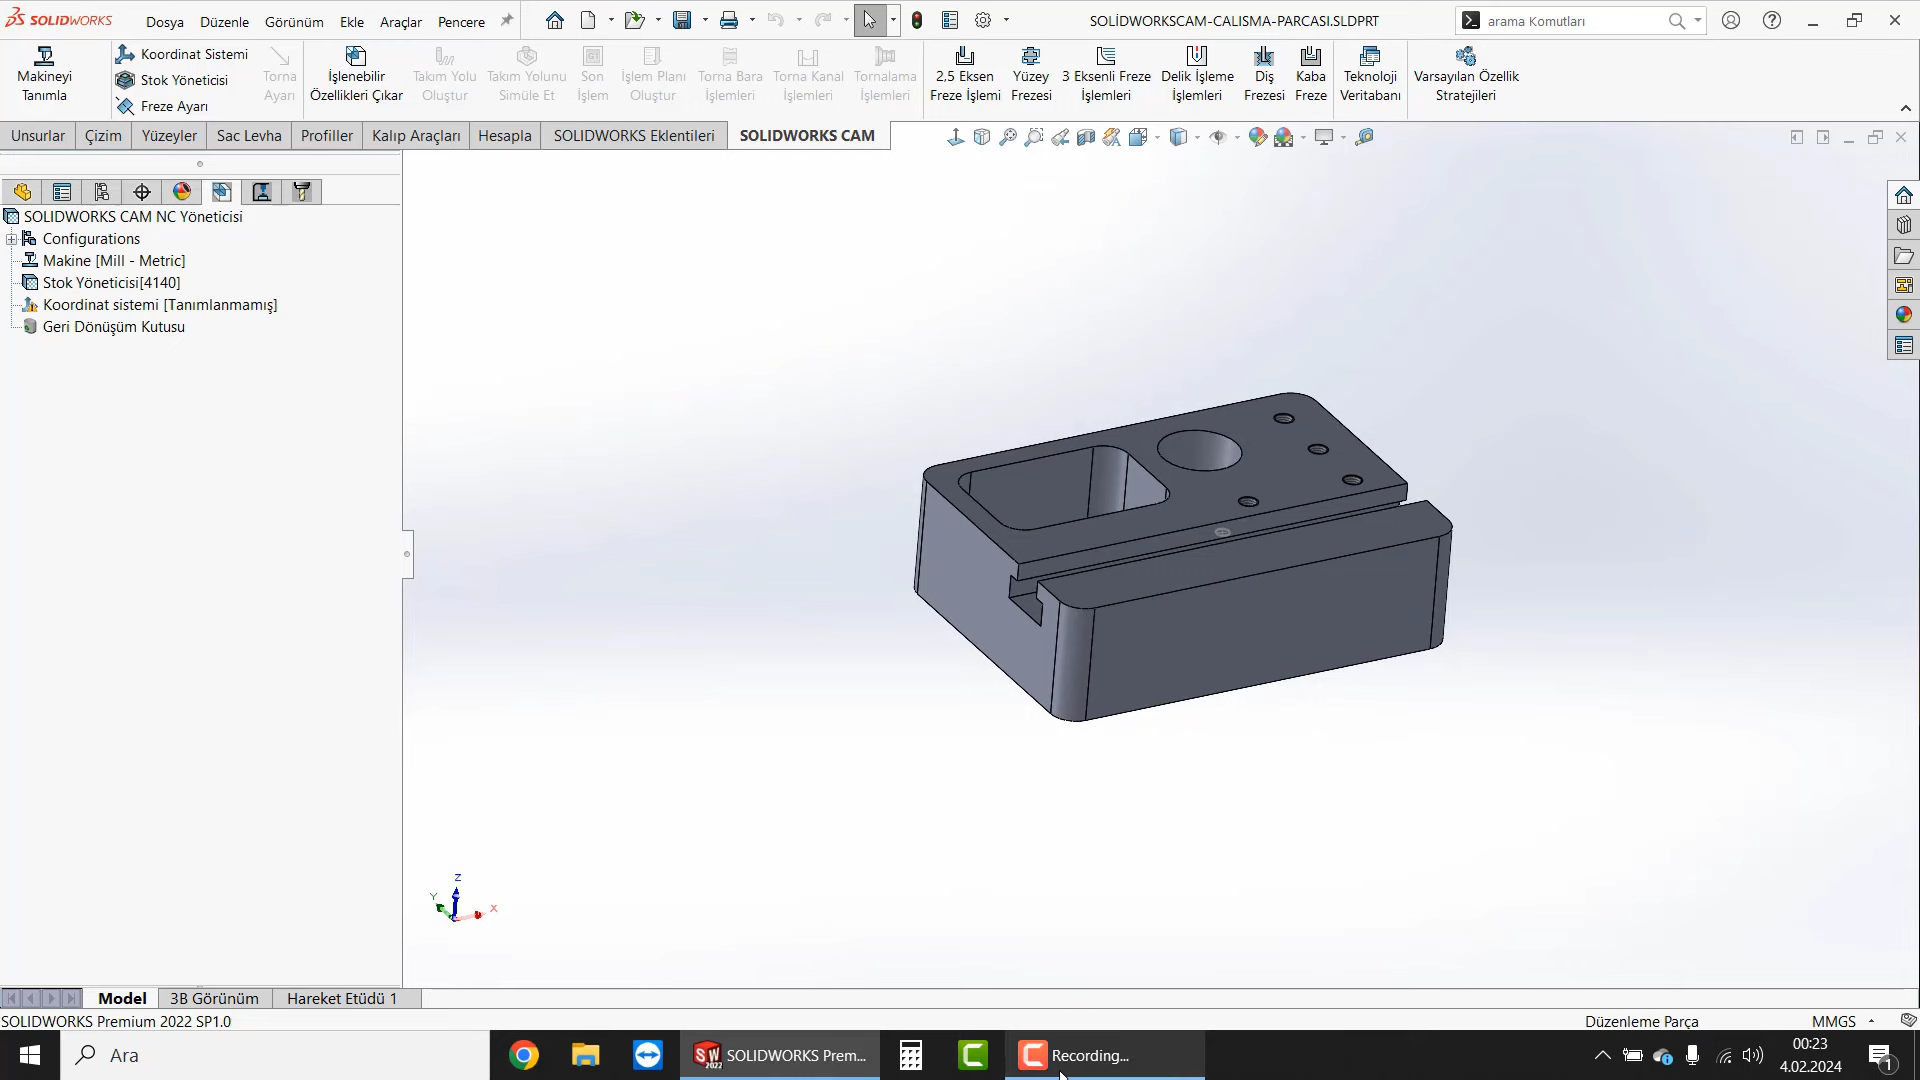 SOLIDWORKS Dosya Düzenle Görünüm Ekle Araçlar Pencere SOLİDWORKSCAM-CALISMA-PARCASI.SLDPRT arama Komutları
Makineyi Tanımla
Koordinat Sistemi
Stok Yöneticisi
Freze Ayarı
Torna Ayarı
İşlenebilir Özellikleri Çıkar
Takım Yolu Oluştur
Takım Yolunu Simüle Et
Son İşlem
İşlem Planı Oluştur
Torna Bara İşlemleri
Torna Kanal İşlemleri
Tornalama İşlemleri
2,5 Eksen Freze İşlemi
Yüzey Frezesi
3 Eksenli Freze İşlemleri
Delik İşleme İşlemleri
Diş Frezesi
Kaba Freze
Teknoloji Veritabanı
Varsayılan Özellik Stratejileri
Unsurlar Çizim Yüzeyler Sac Levha Profiller Kalıp Araçları Hesapla SOLIDWORKS Eklentileri SOLIDWORKS CAM
SOLIDWORKS CAM NC Yöneticisi
Configurations
Makine [Mill - Metric]
Stok Yöneticisi[4140]
Koordinat sistemi [Tanımlanmamış]
Geri Dönüşüm Kutusu
Z
Y
X
Model 3B Görünüm Hareket Etüdü 1
SOLIDWORKS Premium 2022 SP1.0 Düzenleme Parça MMGS
Ara
SW 2022
SOLIDWORKS Prem...
Recording...
00:23
4.02.2024
1